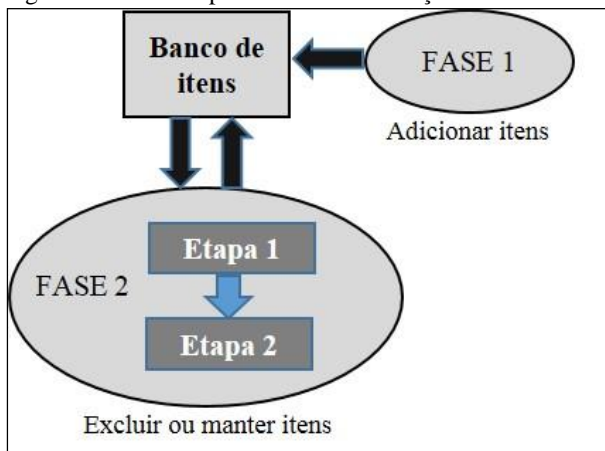 Banco de
itens
FASE 1
Adicionar itens
Etapa 1
FASE 2
Etapa 2
Excluir ou manter itens